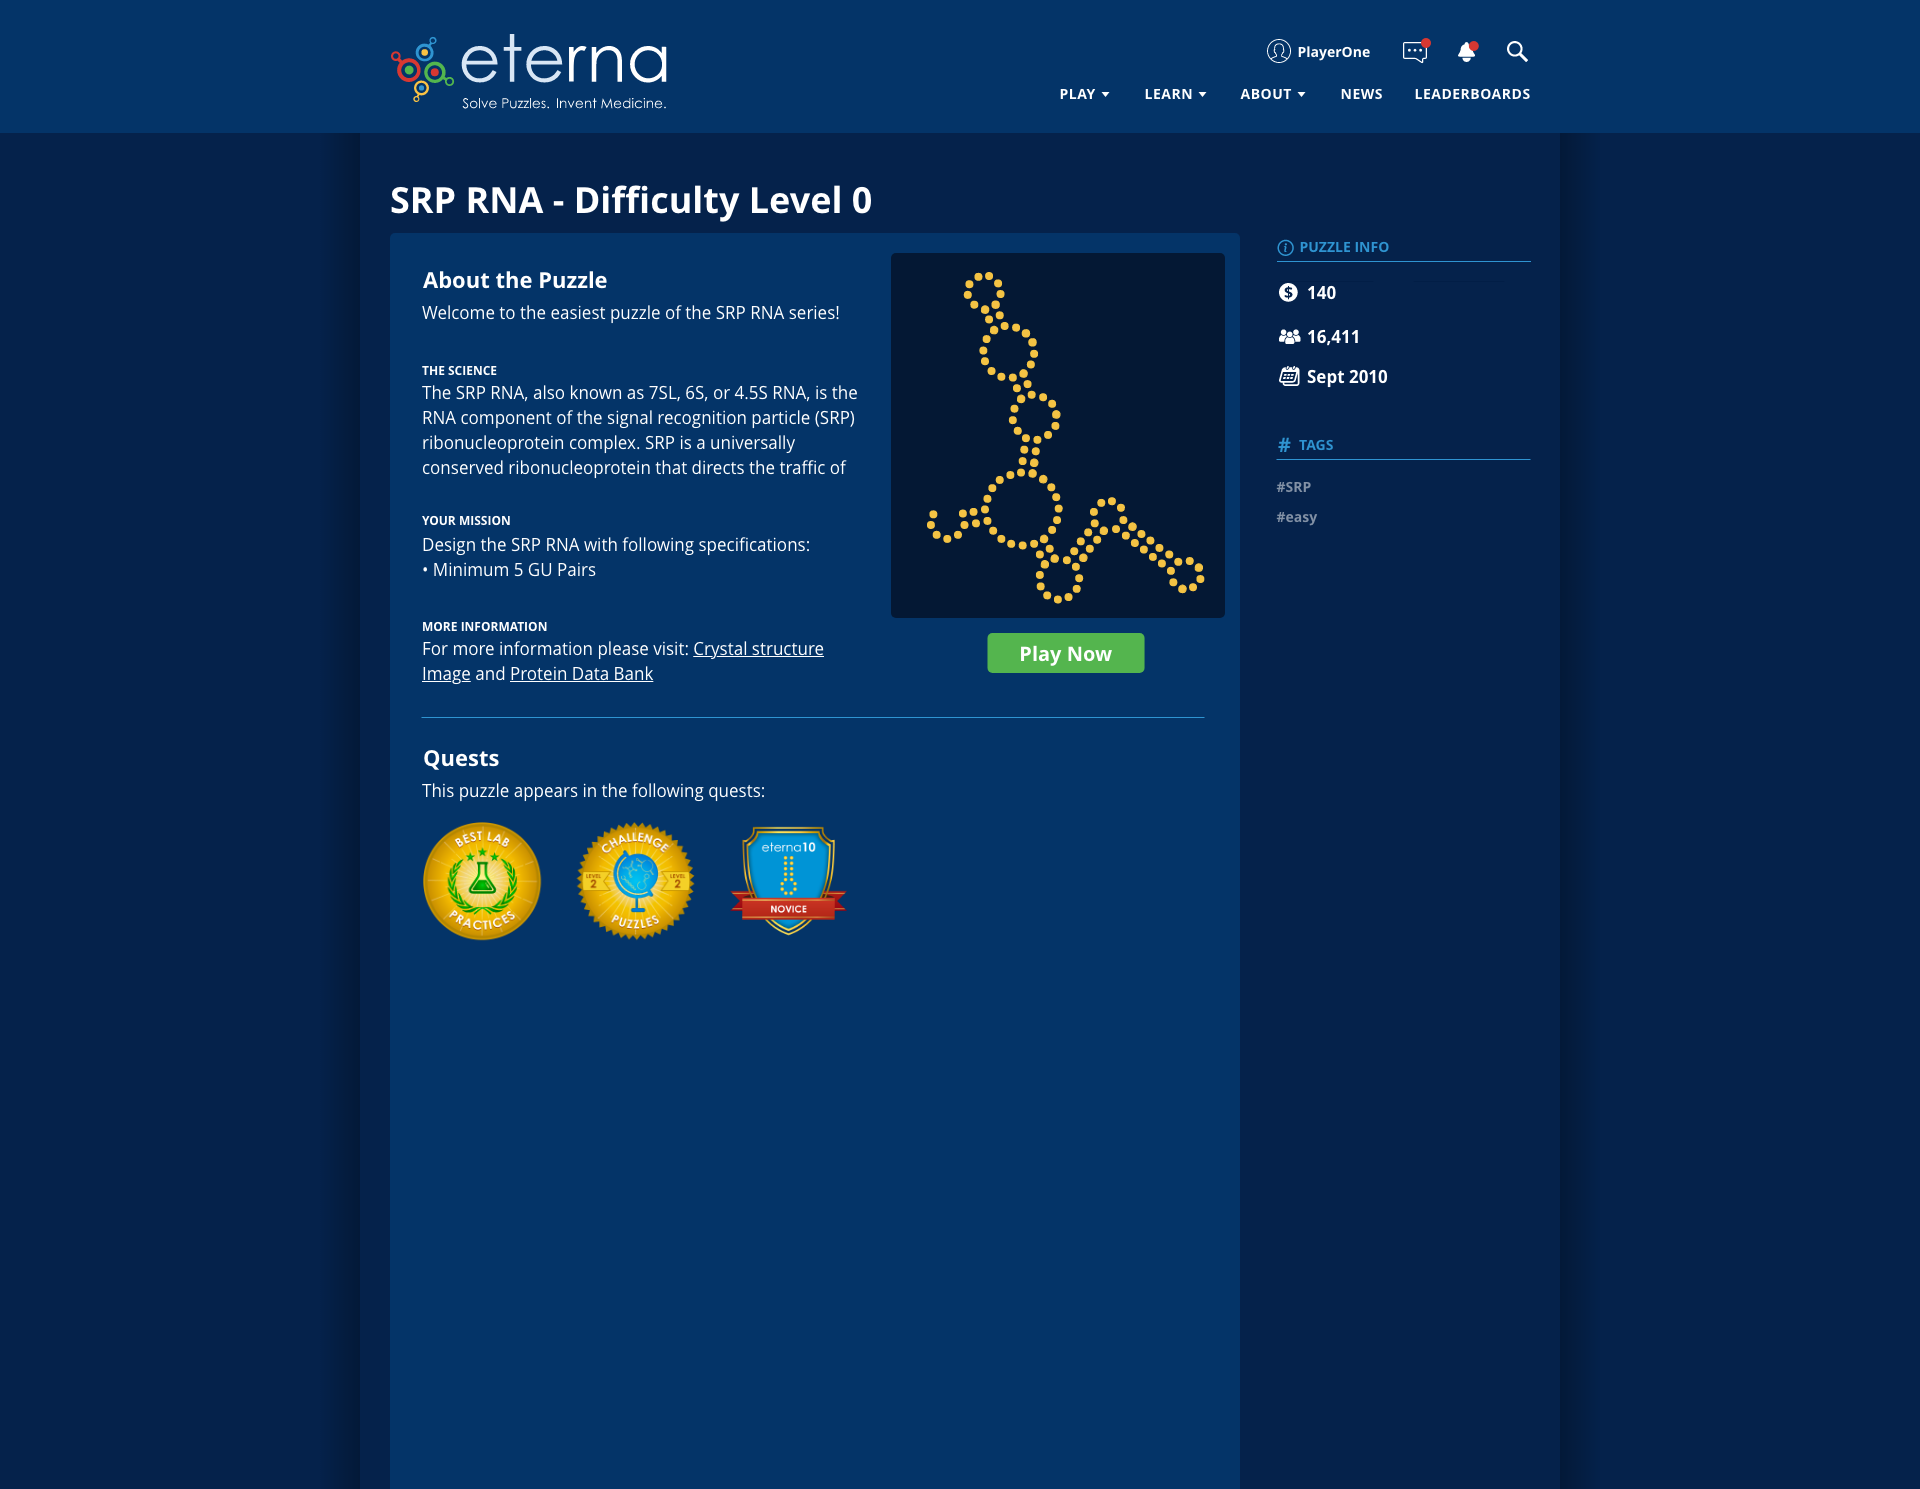 eterna
Solve Puzzles. Invent Medicine.
PlayerOne
PLAY LEARN ABOUT NEWS LEADERBOARDS
SRP RNA - Difficulty Level 0
About the Puzzle
Welcome to the easiest puzzle of the SRP RNA series!
THE SCIENCE
The SRP RNA, also known as 7SL, 6S, or 4.5S RNA, is the
RNA component of the signal recognition particle (SRP)
ribonucleoprotein complex. SRP is a universally
conserved ribonucleoprotein that directs the traffic of
YOUR MISSION
Design the SRP RNA with following specifications:
• Minimum 5 GU Pairs
MORE INFORMATION
For more information please visit: Crystal structure
Image and Protein Data Bank
Play Now
Quests
This puzzle appears in the following quests:
BEST LAB
PRACTICES
CHALLENGE
LEVEL
2
LEVEL
2
PUZZLES
eterna10
NOVICE
PUZZLE INFO
140
16,411
Sept 2010
# TAGS
#SRP
#easy